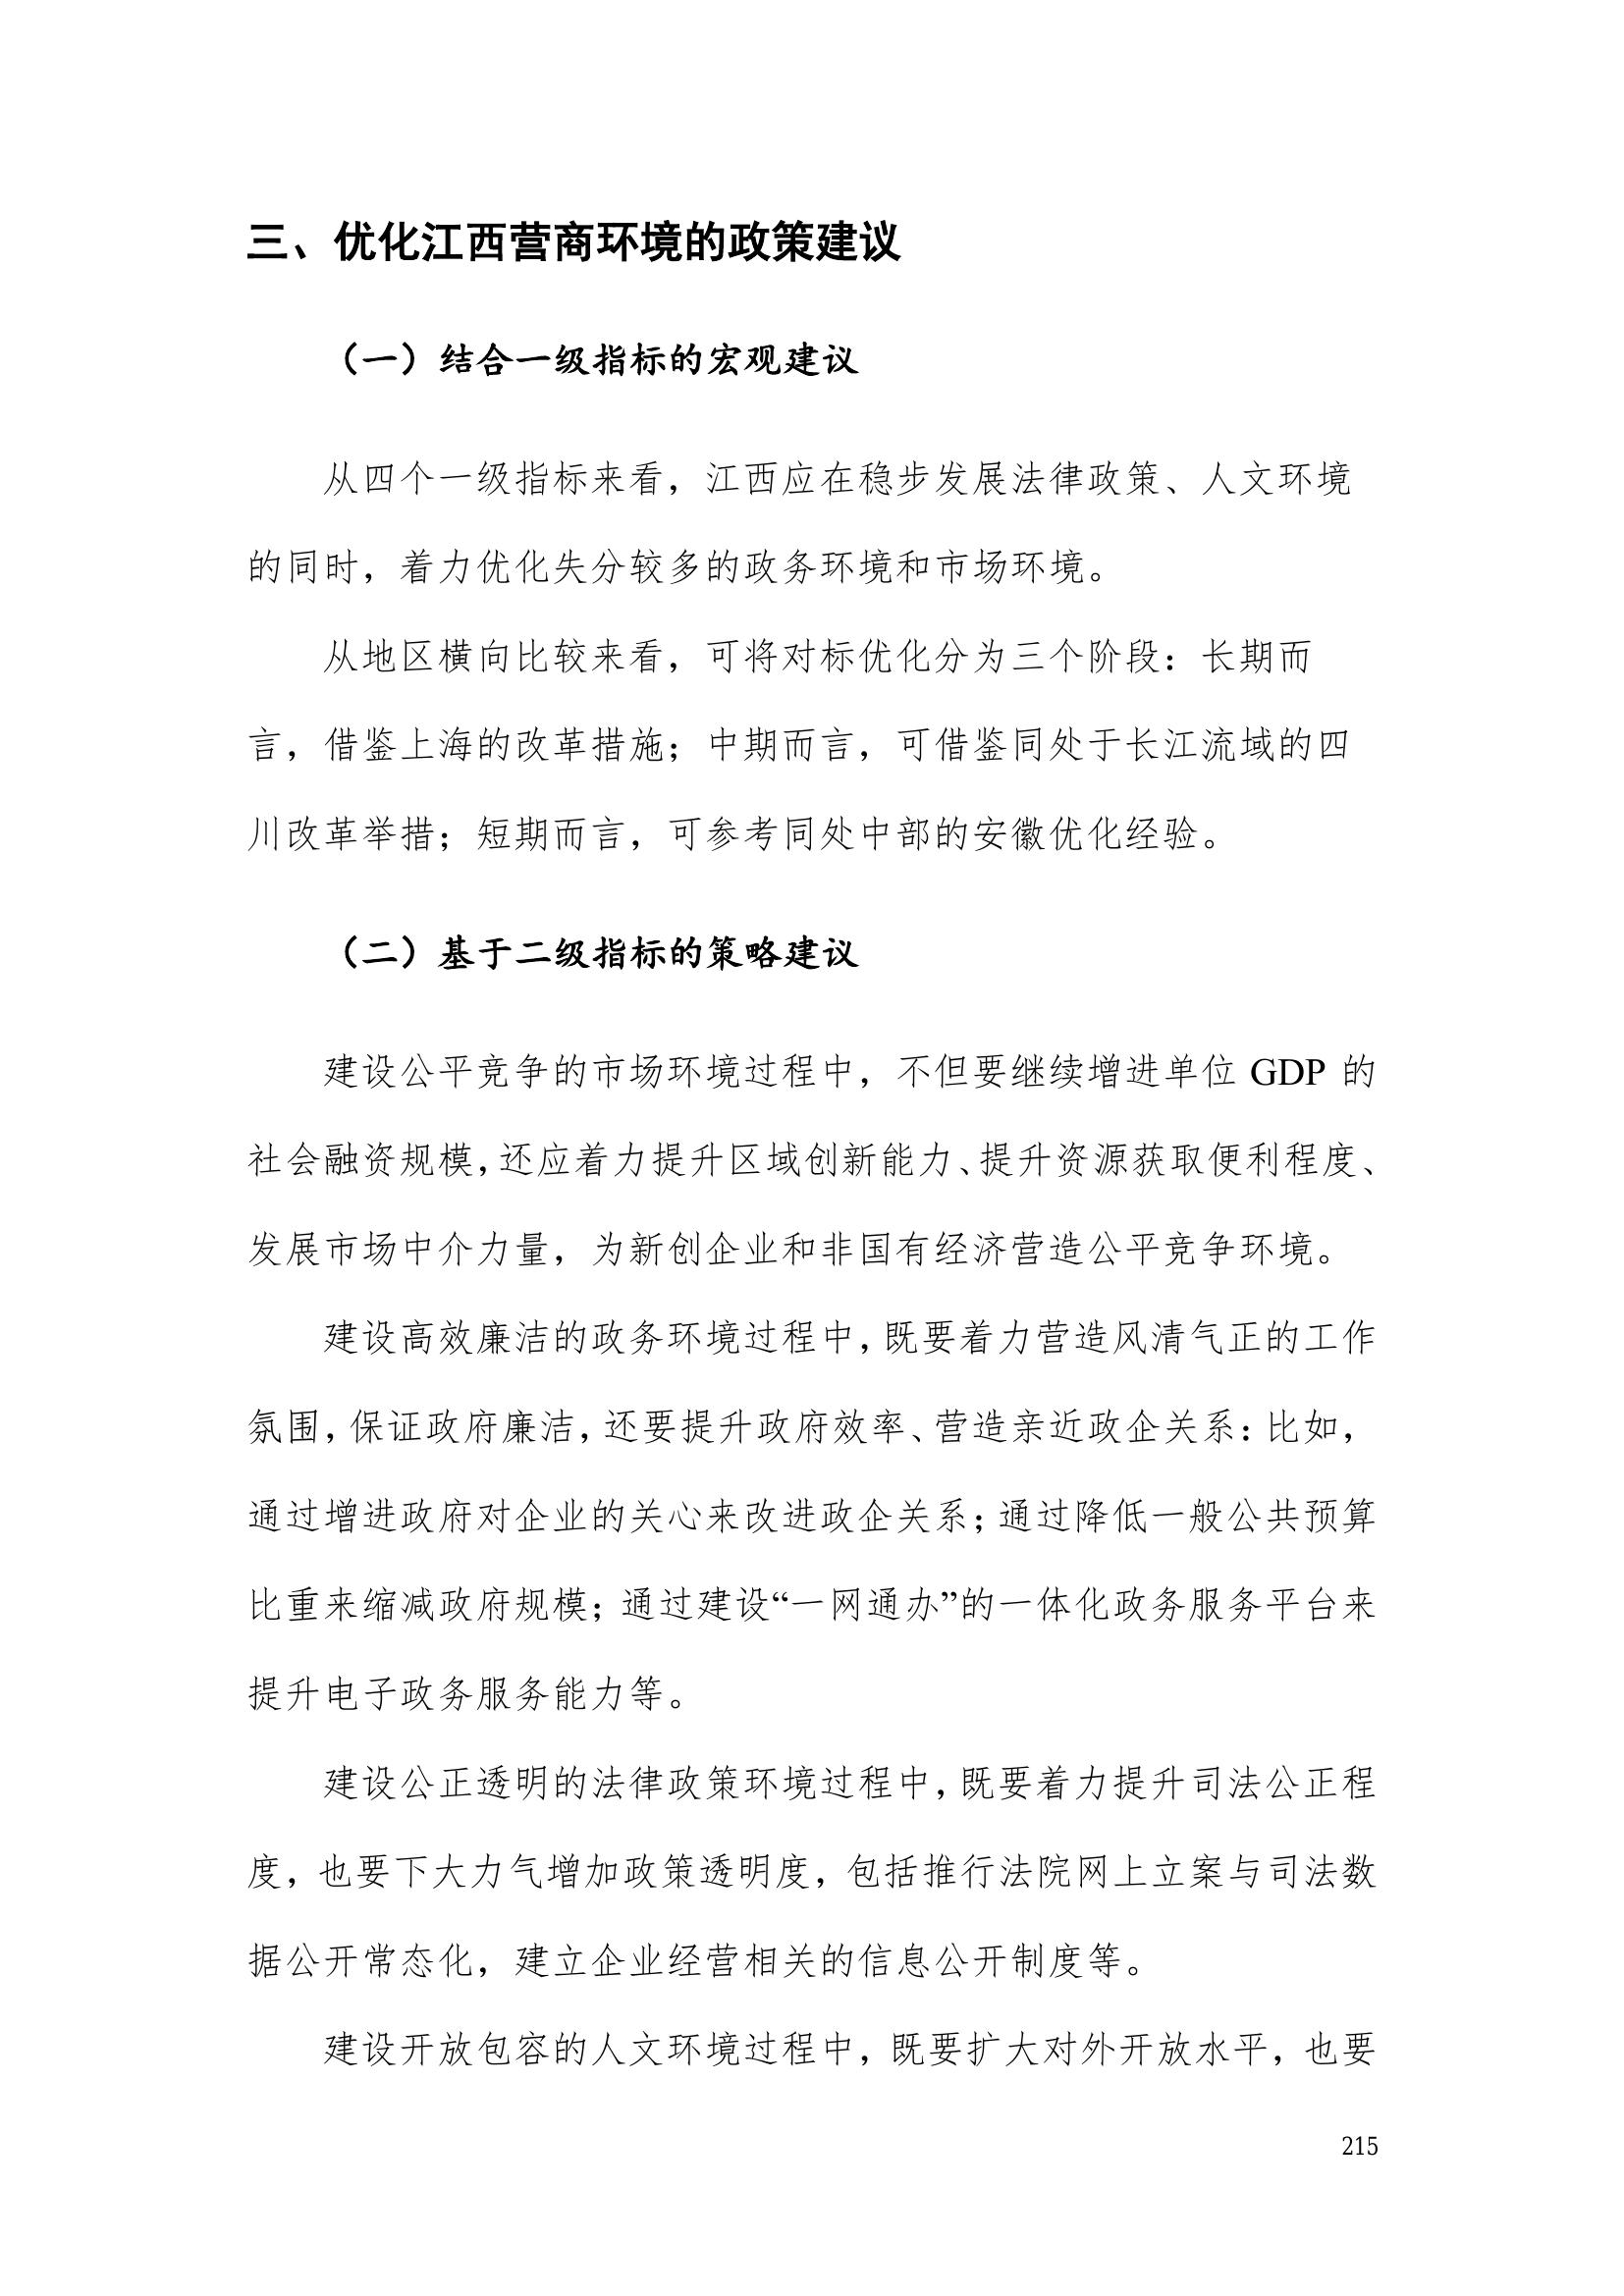 三、优化江西营商环境的政策建议
（一）结合一级指标的宏观建议
从四个一级指标来看，江西应在稳步发展法律政策、人文环境
的同时，着力优化失分较多的政务环境和市场环境。
从地区横向比较来看，可将对标优化分为三个阶段：长期而
言，借鉴上海的改革措施；中期而言，可借鉴同处于长江流域的四
川改革举措；短期而言，可参考同处中部的安徽优化经验。
（二）基于二级指标的策略建议
建设公平竞争的市场环境过程中，不但要继续增进单位 GDP 的
社会融资规模，还应着力提升区域创新能力、提升资源获取便利程度、
发展市场中介力量，为新创企业和非国有经济营造公平竞争环境。
建设高效廉洁的政务环境过程中，既要着力营造风清气正的工作
氛围，保证政府廉洁，还要提升政府效率、营造亲近政企关系：比如，
通过增进政府对企业的关心来改进政企关系；通过降低一般公共预算
比重来缩减政府规模；通过建设“一网通办”的一体化政务服务平台来
提升电子政务服务能力等。
建设公正透明的法律政策环境过程中，既要着力提升司法公正程
度，也要下大力气增加政策透明度，包括推行法院网上立案与司法数
据公开常态化，建立企业经营相关的信息公开制度等。
建设开放包容的人文环境过程中，既要扩大对外开放水平，也要
215